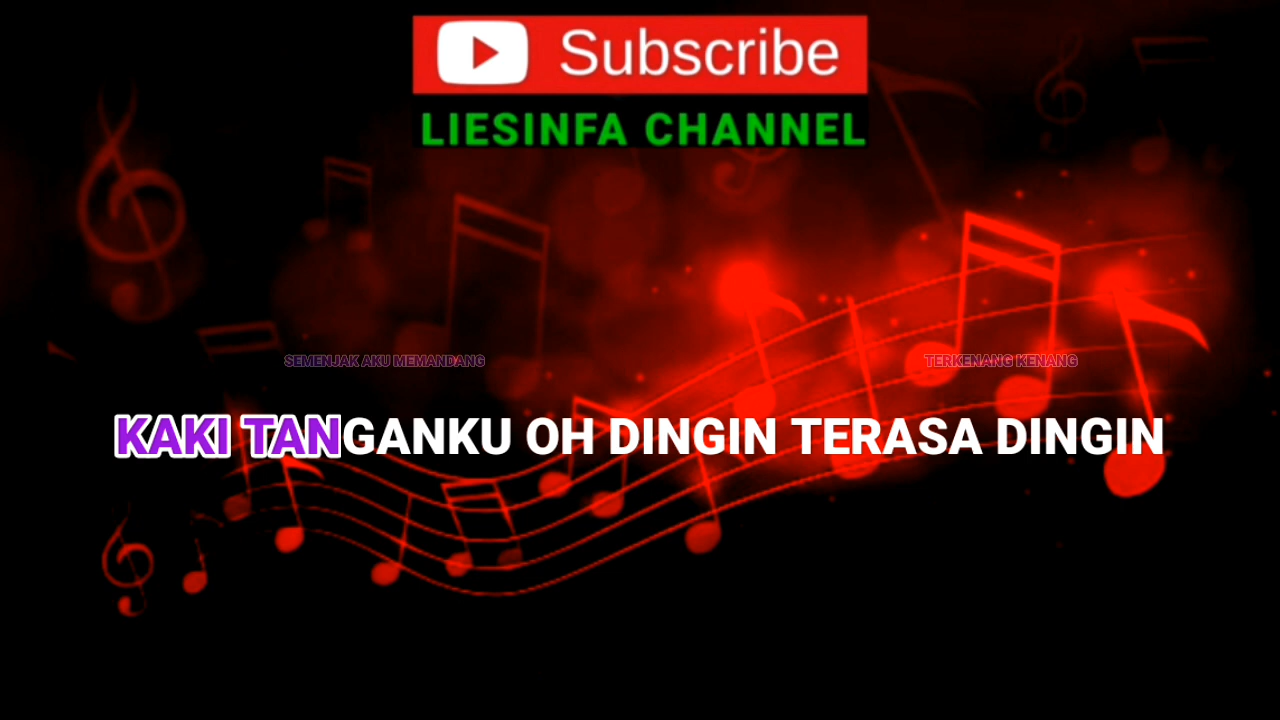 Subscribe
LIESINFA CHANNEL
SEMENJAK AKU MEMANDANG
TERKENANG KENANG
KAKI TANGANKU OH DINGIN TERASA DINGIN